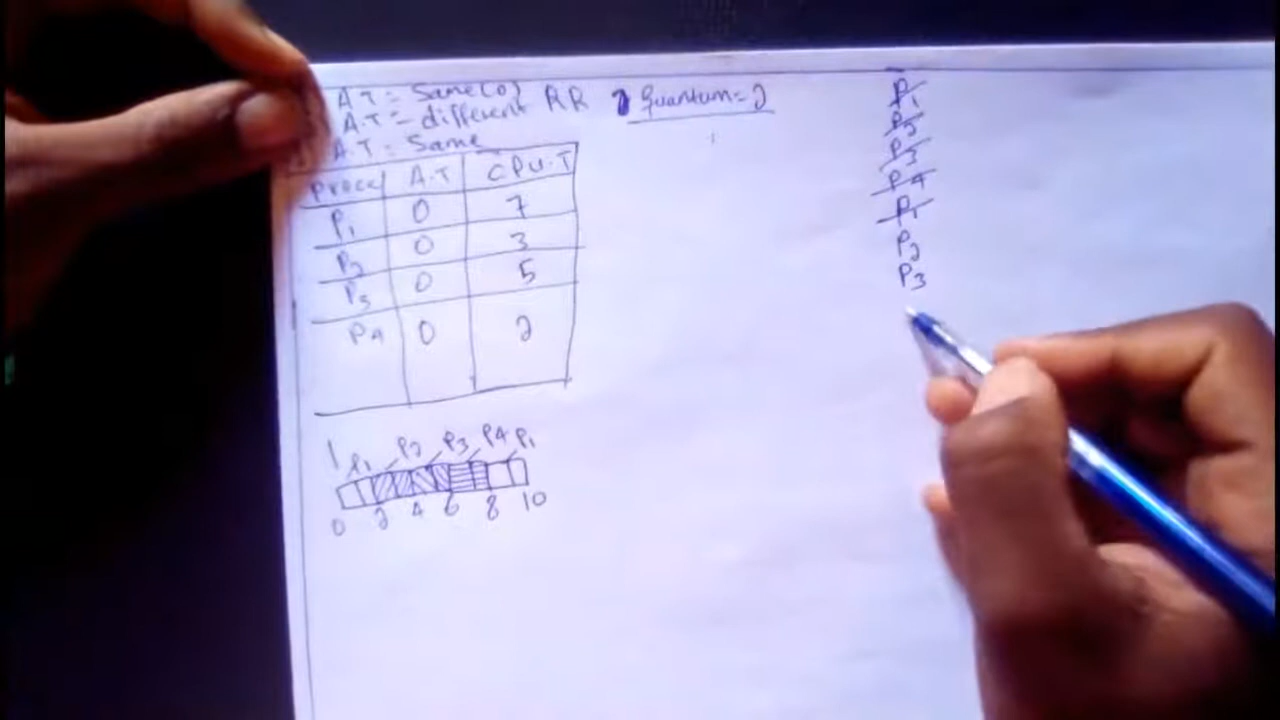 A.T = Same(0)
A.T = different RR Quantum = 2
A.T = Same
Proce A.T CPU.T
P1 0 7
P2 0 3
P3 0 5
P4 0 2
P1 P2 P3 P4 P1
0 2 4 6 8 10
P1
P2
P3
P4
P1
P2
P3